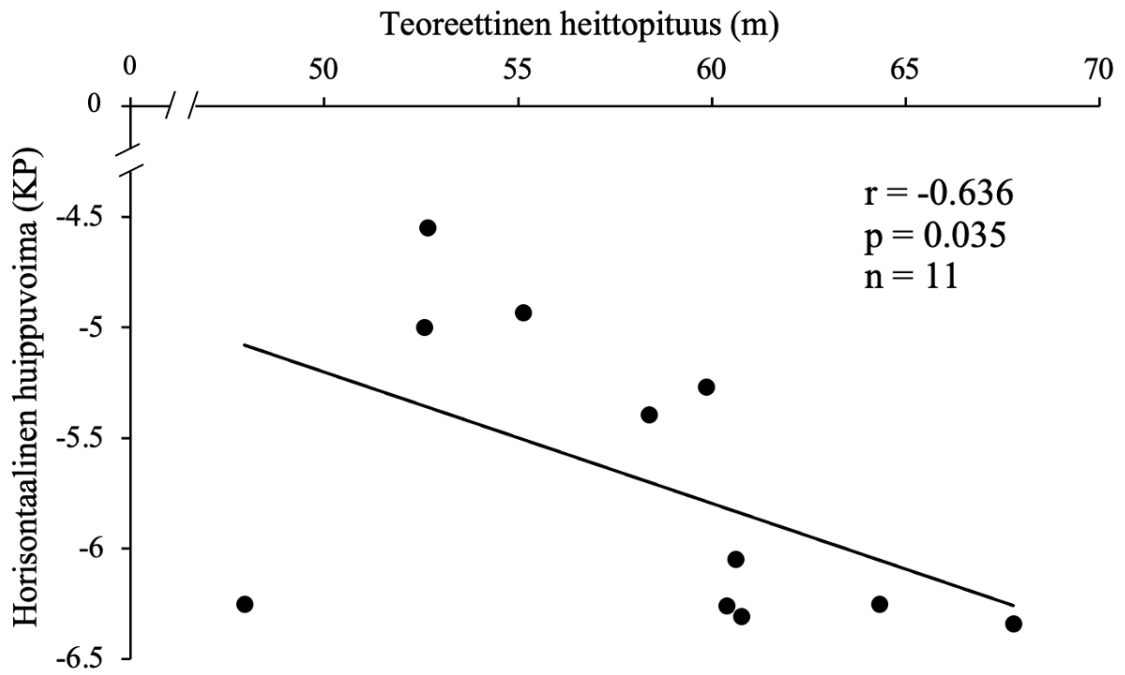 Teoreettinen heittopituus (m)
0 50 55 60 65 70
0
-4.5
-5
-5.5
-6
-6.5
Horisontaalinen huippuvoima (KP)
r = -0.636
p = 0.035
n = 11